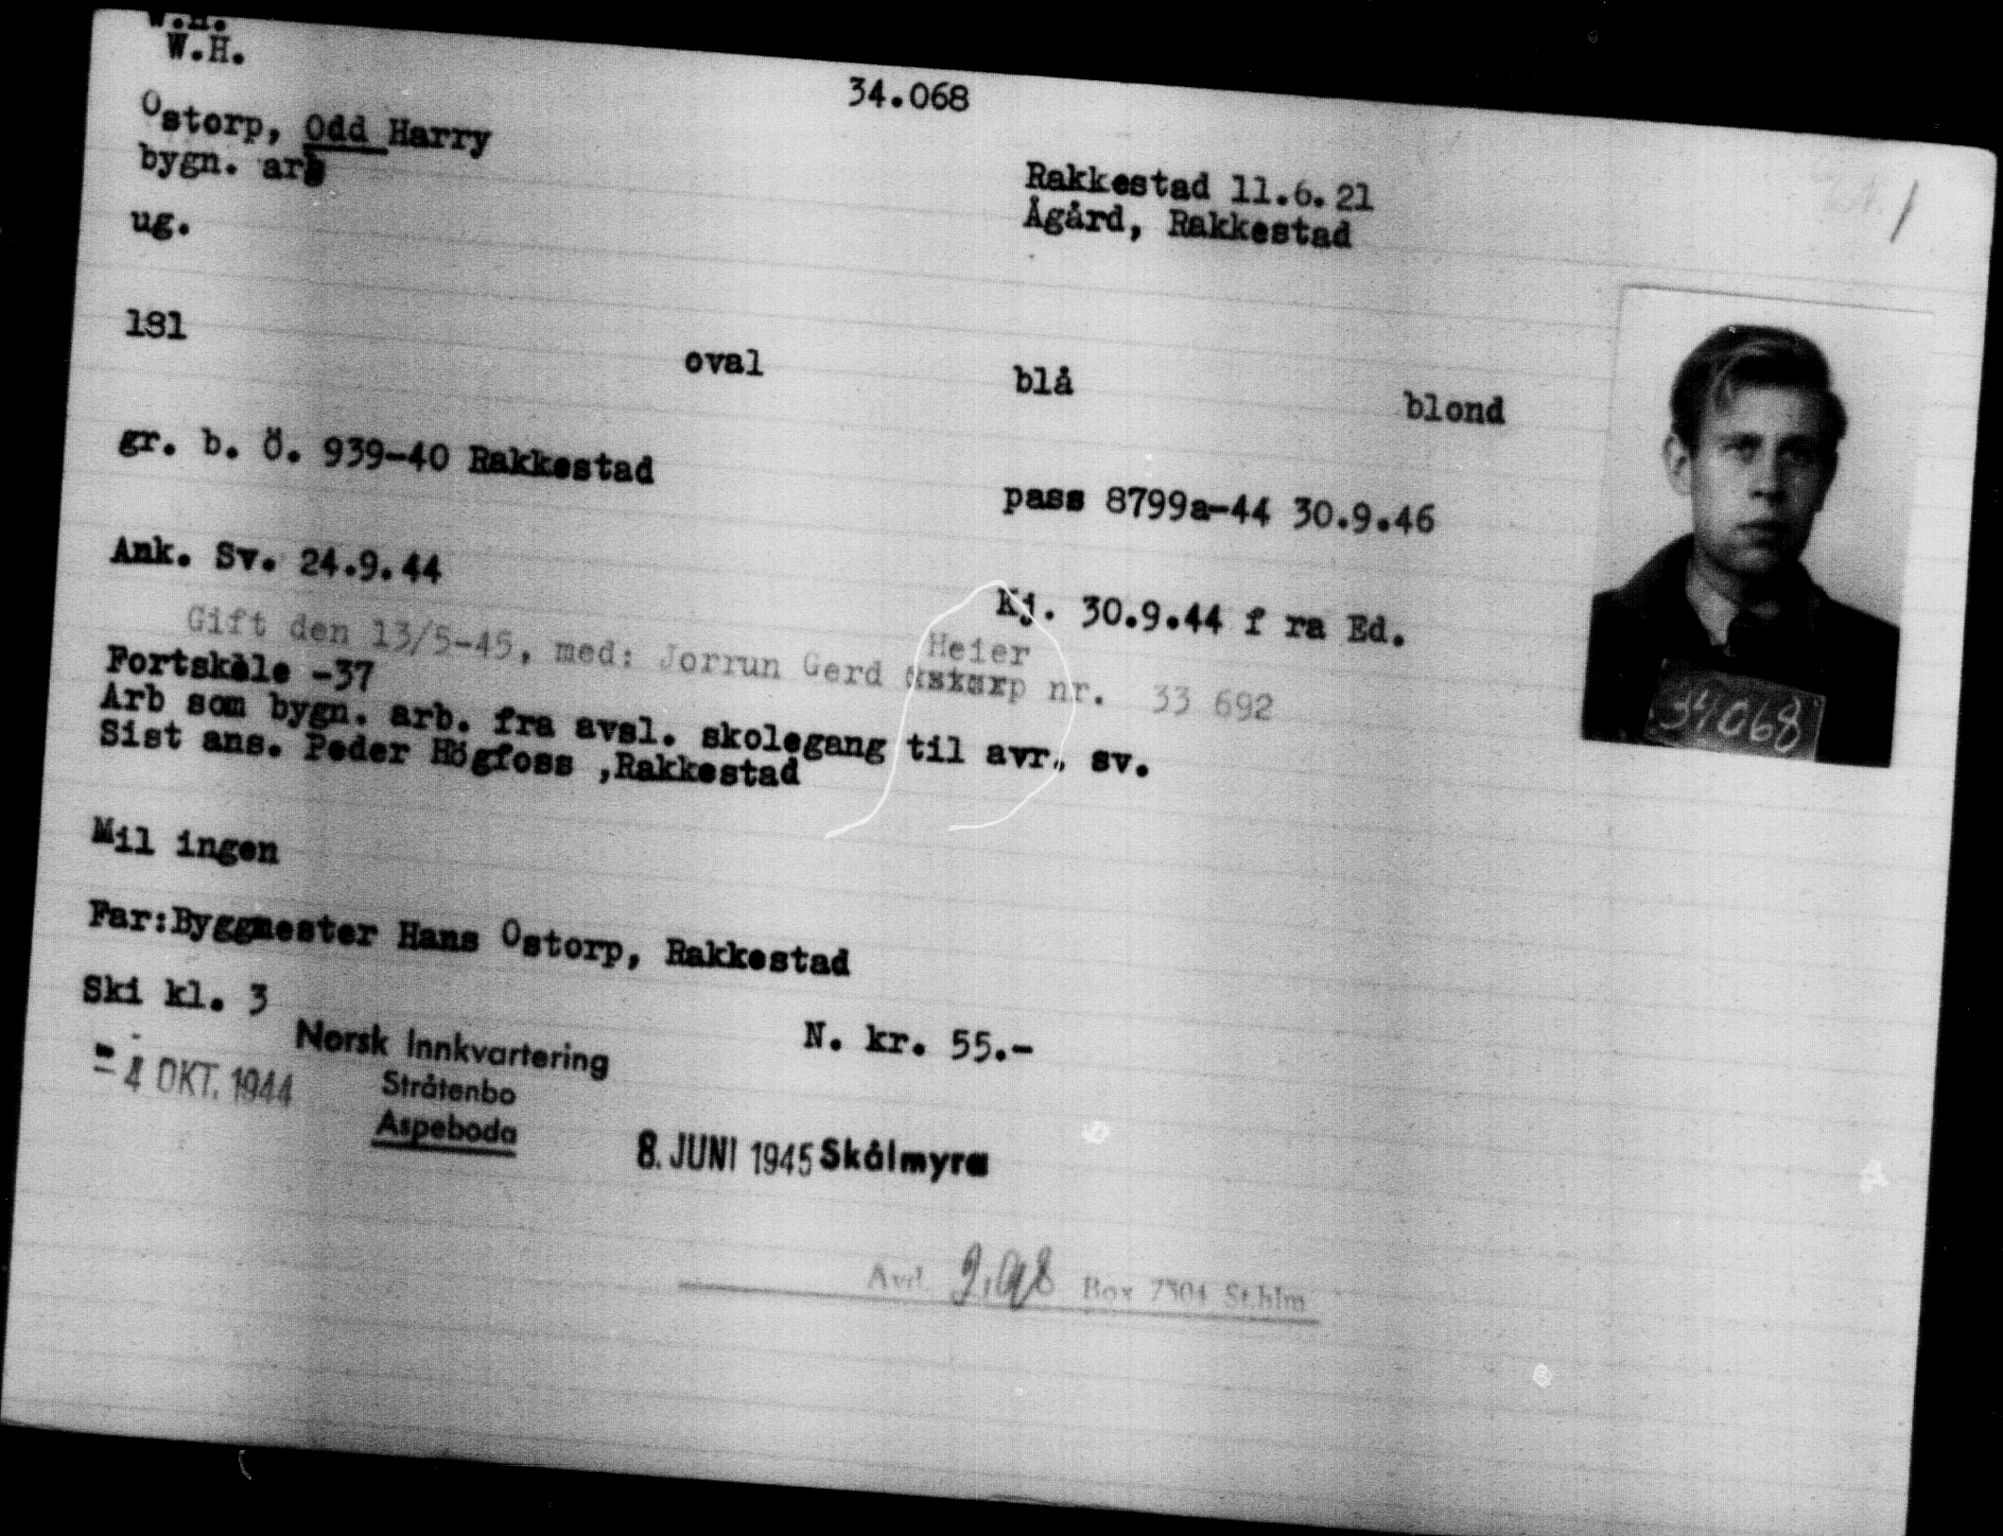 W.H.
W.H.
34.068
Ostorp, Odd Harry
bygn. arb
Rakkestad 11.6.21
Ågård, Rakkestad
ug.
181
oval
blå
blond
gr. b. Ö. 939-40 Rakkestad
pass 8799a-44 30.9.46
Ank. Sv. 24.9.44
Kj. 30.9.44 f ra Ed.
Heier
Gift den 13/5-45, med: Jorrun Gerd nr. 33 692
Fortskåle -37
Arb som bygn. arb. fra avsl. skolegang til avr. sv.
Sist ans. Peder Högfoss ,Rakkestad
34068
Mil ingen
Far:Byggmester Hans Ostorp, Rakkestad
Ski kl. 3
N. kr. 55.-
Norsk Innkvartering
Stråtenbo
Aspeboda
- 4 OKT. 1944
8. JUNI 1945 Skålmyra
Avd. Box 7304 Sthlm